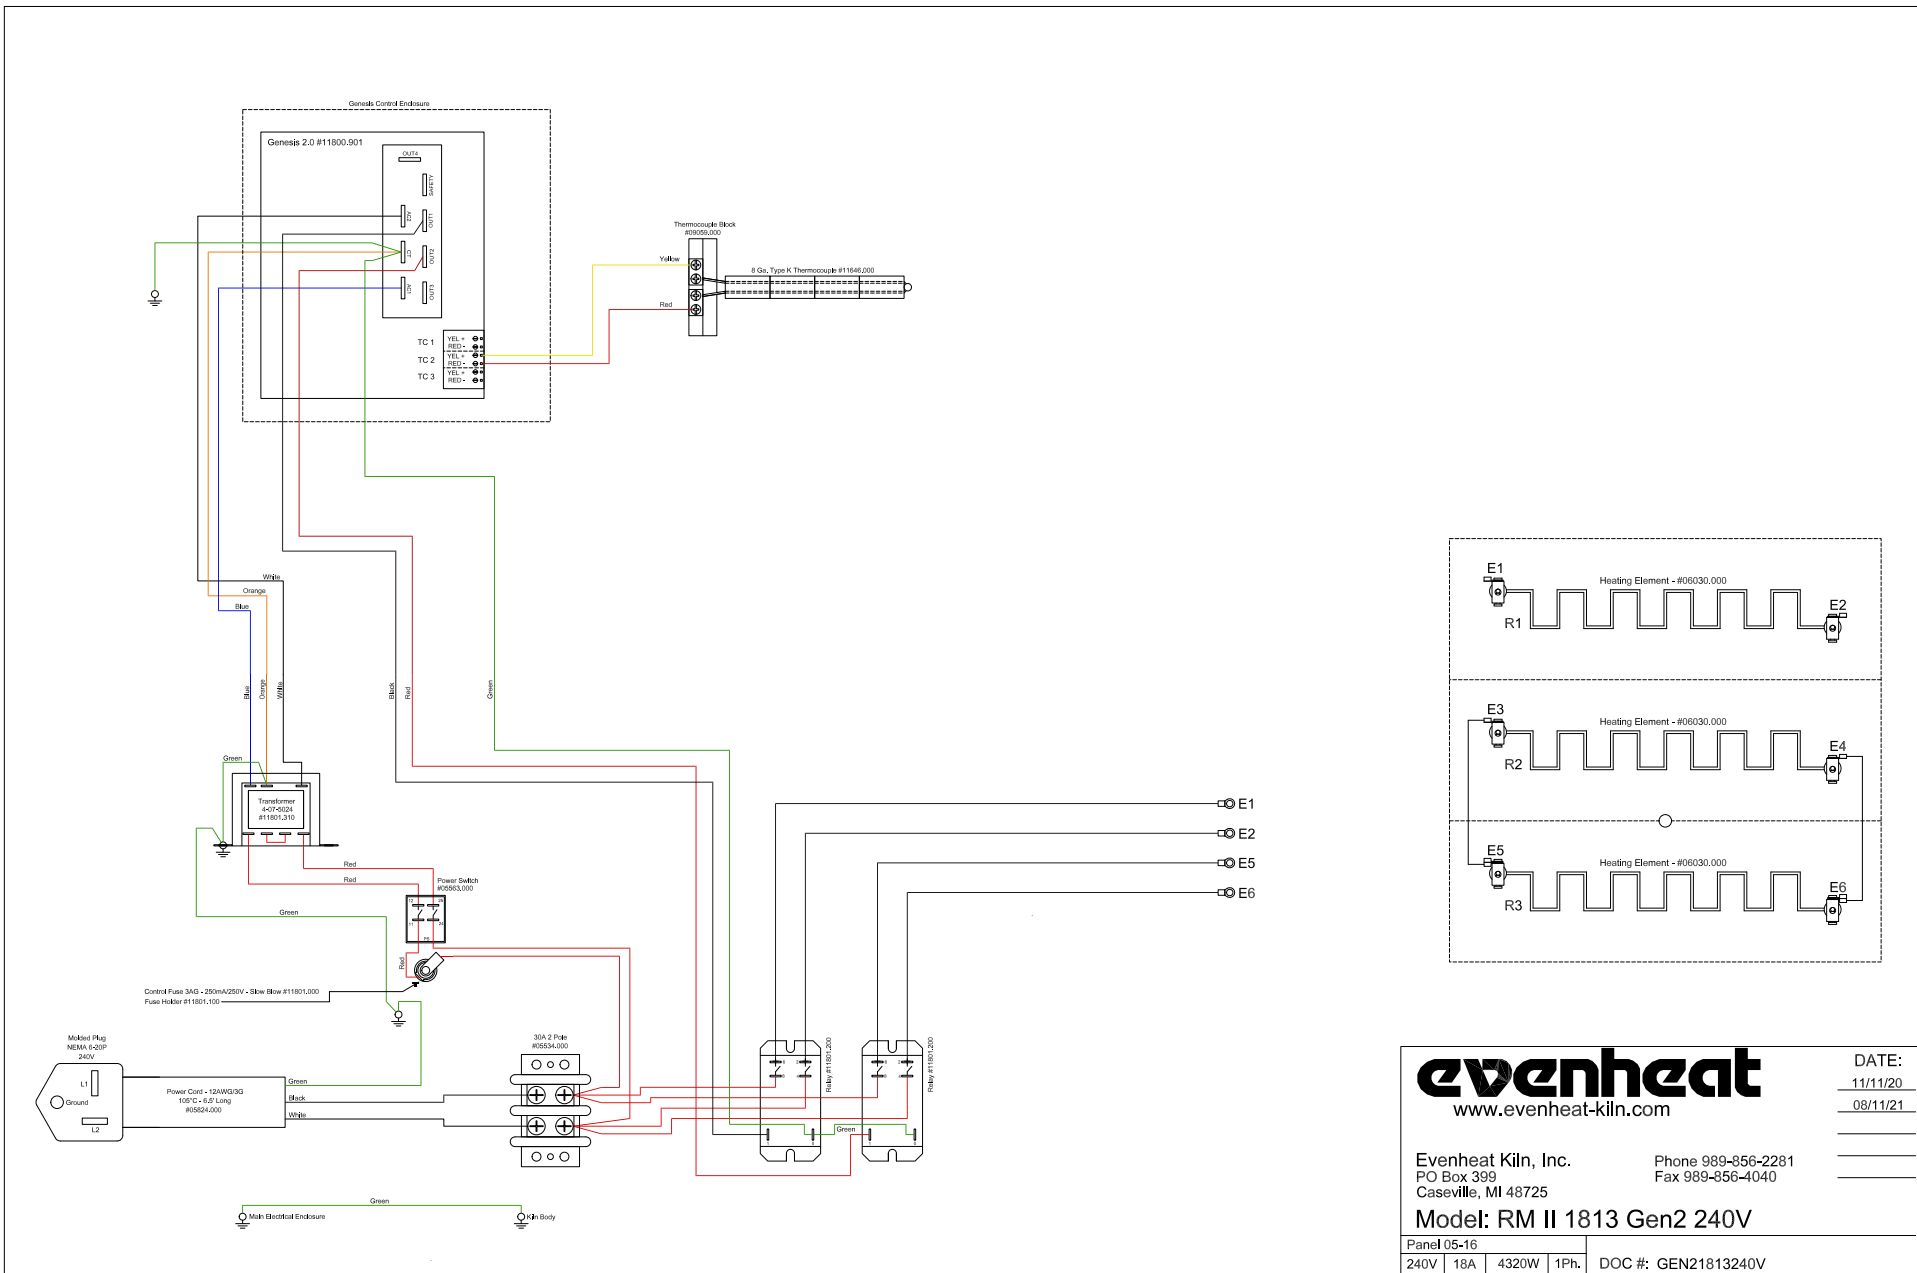 Genesis Control Enclosure
Genesis 2.0 #11800.901
OUT4
SAFETY
AC2
OUT1
CT
OUT2
AC1
OUT3
TC 1
YEL +
RED -
TC 2
YEL +
RED -
TC 3
YEL +
RED -
Thermocouple Block
#09059.000
Yellow
Red
8 Ga. Type K Thermocouple #11646.000
White
Orange
Blue
Blue
Orange
White
Black
Red
Green
Green
Transformer
4-07-5024
#11801.310
Red
Red
Power Switch
#05563.000
12
25
11
24
PS
Green
Red
Control Fuse 3AG - 250mA/250V - Slow Blow #11801.000
Fuse Holder #11801.100
Molded Plug
NEMA 6-20P
240V
L1
Ground
L2
Power Cord - 12AWG/3G
105°C - 6.5' Long
#05824.000
Green
Black
White
30A 2 Pole
#05534.000
Relay #11801.200
Relay #11801.200
Green
E1
E2
E5
E6
Green
Main Electrical Enclosure
Kiln Body
E1
Heating Element - #06030.000
E2
R1
E3
Heating Element - #06030.000
E4
R2
E5
Heating Element - #06030.000
E6
R3
evenheat
www.evenheat-kiln.com
DATE:
11/11/20
08/11/21
Evenheat Kiln, Inc.
PO Box 399
Caseville, MI 48725
Phone 989-856-2281
Fax 989-856-4040
Model: RM II 1813 Gen2 240V
Panel 05-16
240V 18A 4320W 1Ph.
DOC #: GEN21813240V